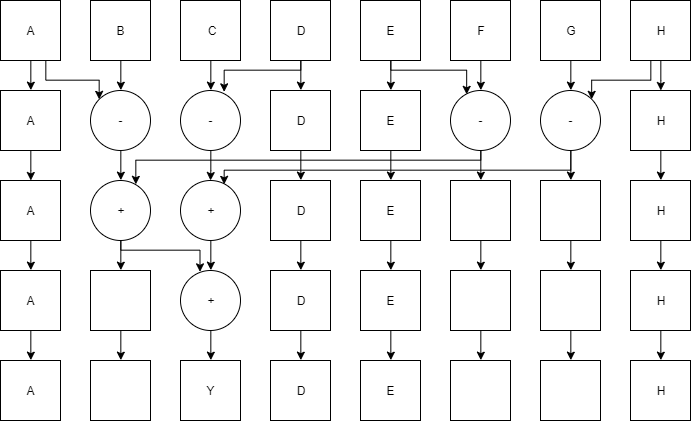 A B C D E F G H
A - - D E - - H
A + + D E H
A + D E H
A Y D E H